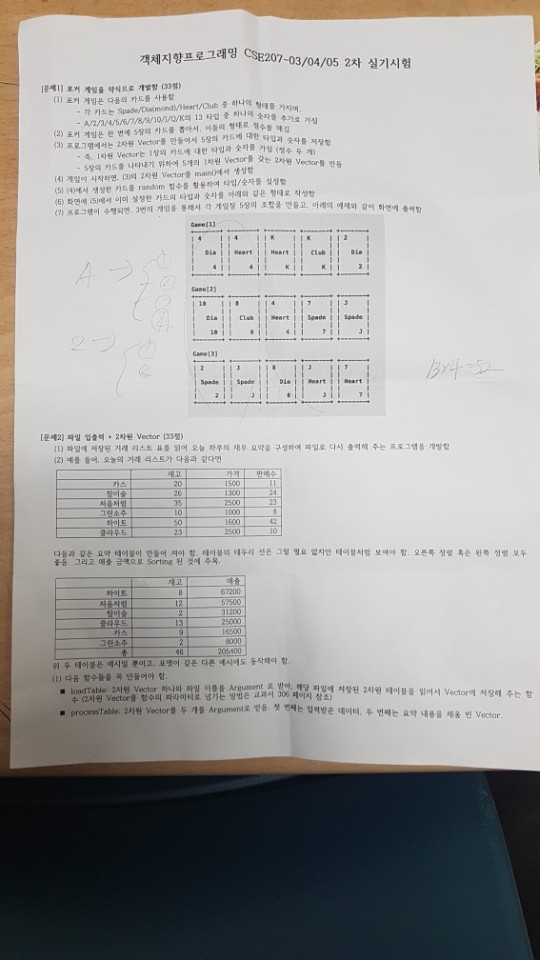 객체지향프로그래밍 CSE207-03/04/05 2차 실기시험
[문제1] 포커 게임을 약식으로 개발함 (33점)
(1) 포커 게임은 다음의 카드를 사용함
- 각 카드는 Spade/Dia(mond)/Heart/Club 중 하나의 형태를 가지며,
- A/2/3/4/5/6/7/8/9/10/J/Q/K의 13 타입 중 하나의 숫자를 추가로 가짐
(2) 포커 게임은 한 번에 5장의 카드를 뽑아서, 이들의 형태로 점수를 매김
(3) 프로그램에서는 2차원 Vector를 만들어서 5장의 카드에 대한 타입과 숫자를 저장함
- 즉, 1차원 Vector는 1장의 카드에 대한 타입과 숫자를 가짐 (정수 두 개)
- 5장의 카드를 나타내기 위하여 5개의 1차원 Vector를 갖는 2차원 Vector를 만듬
(4) 게임이 시작하면, (3)의 2차원 Vector를 main()에서 생성함
(5) (4)에서 생성한 카드를 random 함수를 활용하여 타입/숫자를 설정함
(6) 화면에 (5)에서 이미 설정한 카드의 타입과 숫자를 아래와 같은 형태로 작성함
(7) 프로그램이 수행되면, 3번의 게임을 통해서 각 게임당 5장의 조합을 만들고, 아래의 예제와 같이 화면에 출력함
Game[1]
4 4 K K 2
Dia Heart Heart Club Dia
4 4 K K 2
Game[2]
10 8 4 7 J
Dia Club Heart Spade Spade
10 8 4 7 J
Game[3]
2 J 8 J 7
Spade Spade Dia Heart Heart
2 J 8 J 7
A →
2 →
13×4=52
[문제2] 파일 입출력 + 2차원 Vector (33점)
(1) 파일에 저장된 거래 리스트 표를 읽어 오늘 하루의 재무 요약을 구성하여 파일로 다시 출력해 주는 프로그램을 개발함
(2) 예를 들어, 오늘의 거래 리스트가 다음과 같다면
재고 가격 판매수
카스 20 1500 11
참이슬 26 1300 24
처음처럼 35 2500 23
그린소주 10 1000 8
하이트 50 1600 42
클라우드 23 2500 10
다음과 같은 요약 테이블이 만들어 져야 함. 테이블의 테두리 선은 그릴 필요 없지만 테이블처럼 보여야 함. 오른쪽 정렬 혹은 왼쪽 정렬 모두
좋음. 그리고 매출 금액으로 Sorting 된 것에 주목.
재고 매출
하이트 8 67200
처음처럼 12 57500
참이슬 2 31200
클라우드 13 25000
카스 9 16500
그린소주 2 8000
총 46 205400
위 두 테이블은 예시일 뿐이고, 포맷이 같은 다른 예시에도 동작해야 함.
(1) 다음 함수들을 꼭 만들어야 함.
■ loadTable: 2차원 Vector 하나와 파일 이름을 Argument 로 받아, 해당 파일에 저장된 2차원 테이블을 읽어서 Vector에 저장해 주는 함
수 (2차원 Vector를 함수의 파라미터로 넘기는 방법은 교과서 306 페이지 참조)
■ processTable: 2차원 Vector를 두 개를 Argument로 받음. 첫 번째는 입력받은 데이터, 두 번째는 요약 내용을 채울 빈 Vector.